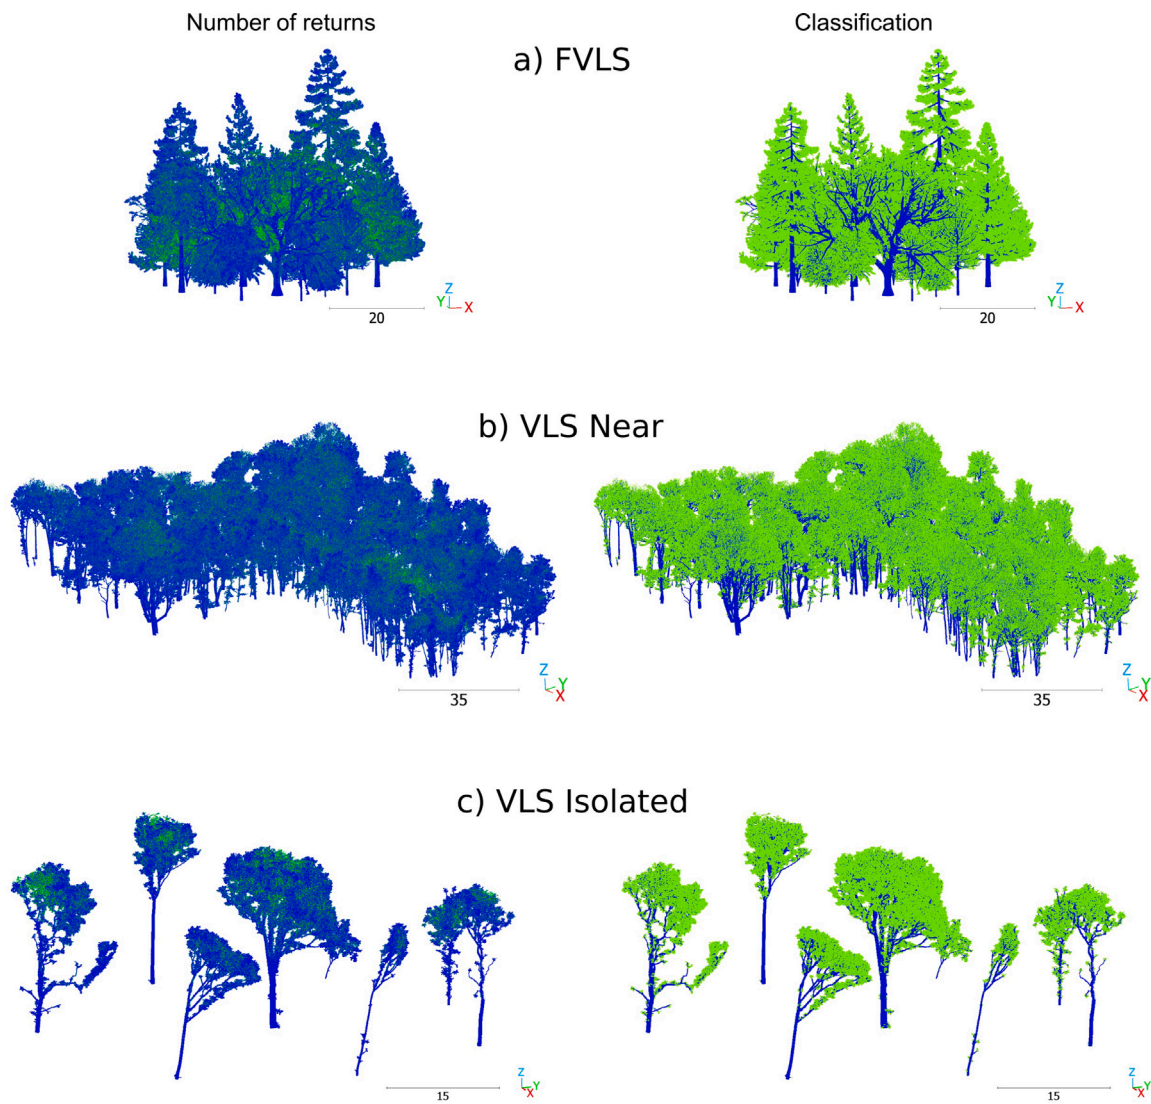 Number of returns
Classification
a) FVLS
Z
Y
X
20
Z
Y
X
20
b) VLS Near
Z
Y
X
35
Z
Y
X
35
c) VLS Isolated
Z
Y
X
15
Z
Y
X
15